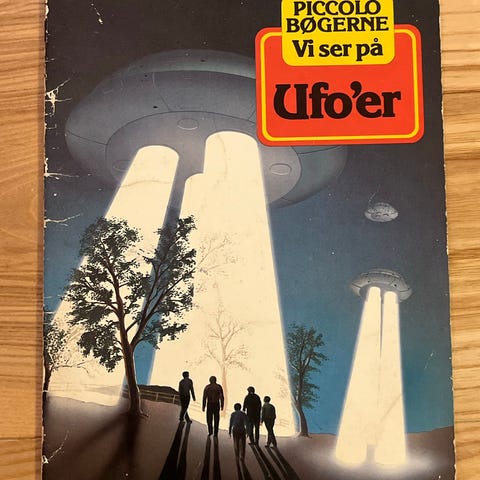 PICCOLO
BØGERNE
Vi ser på
Ufo'er